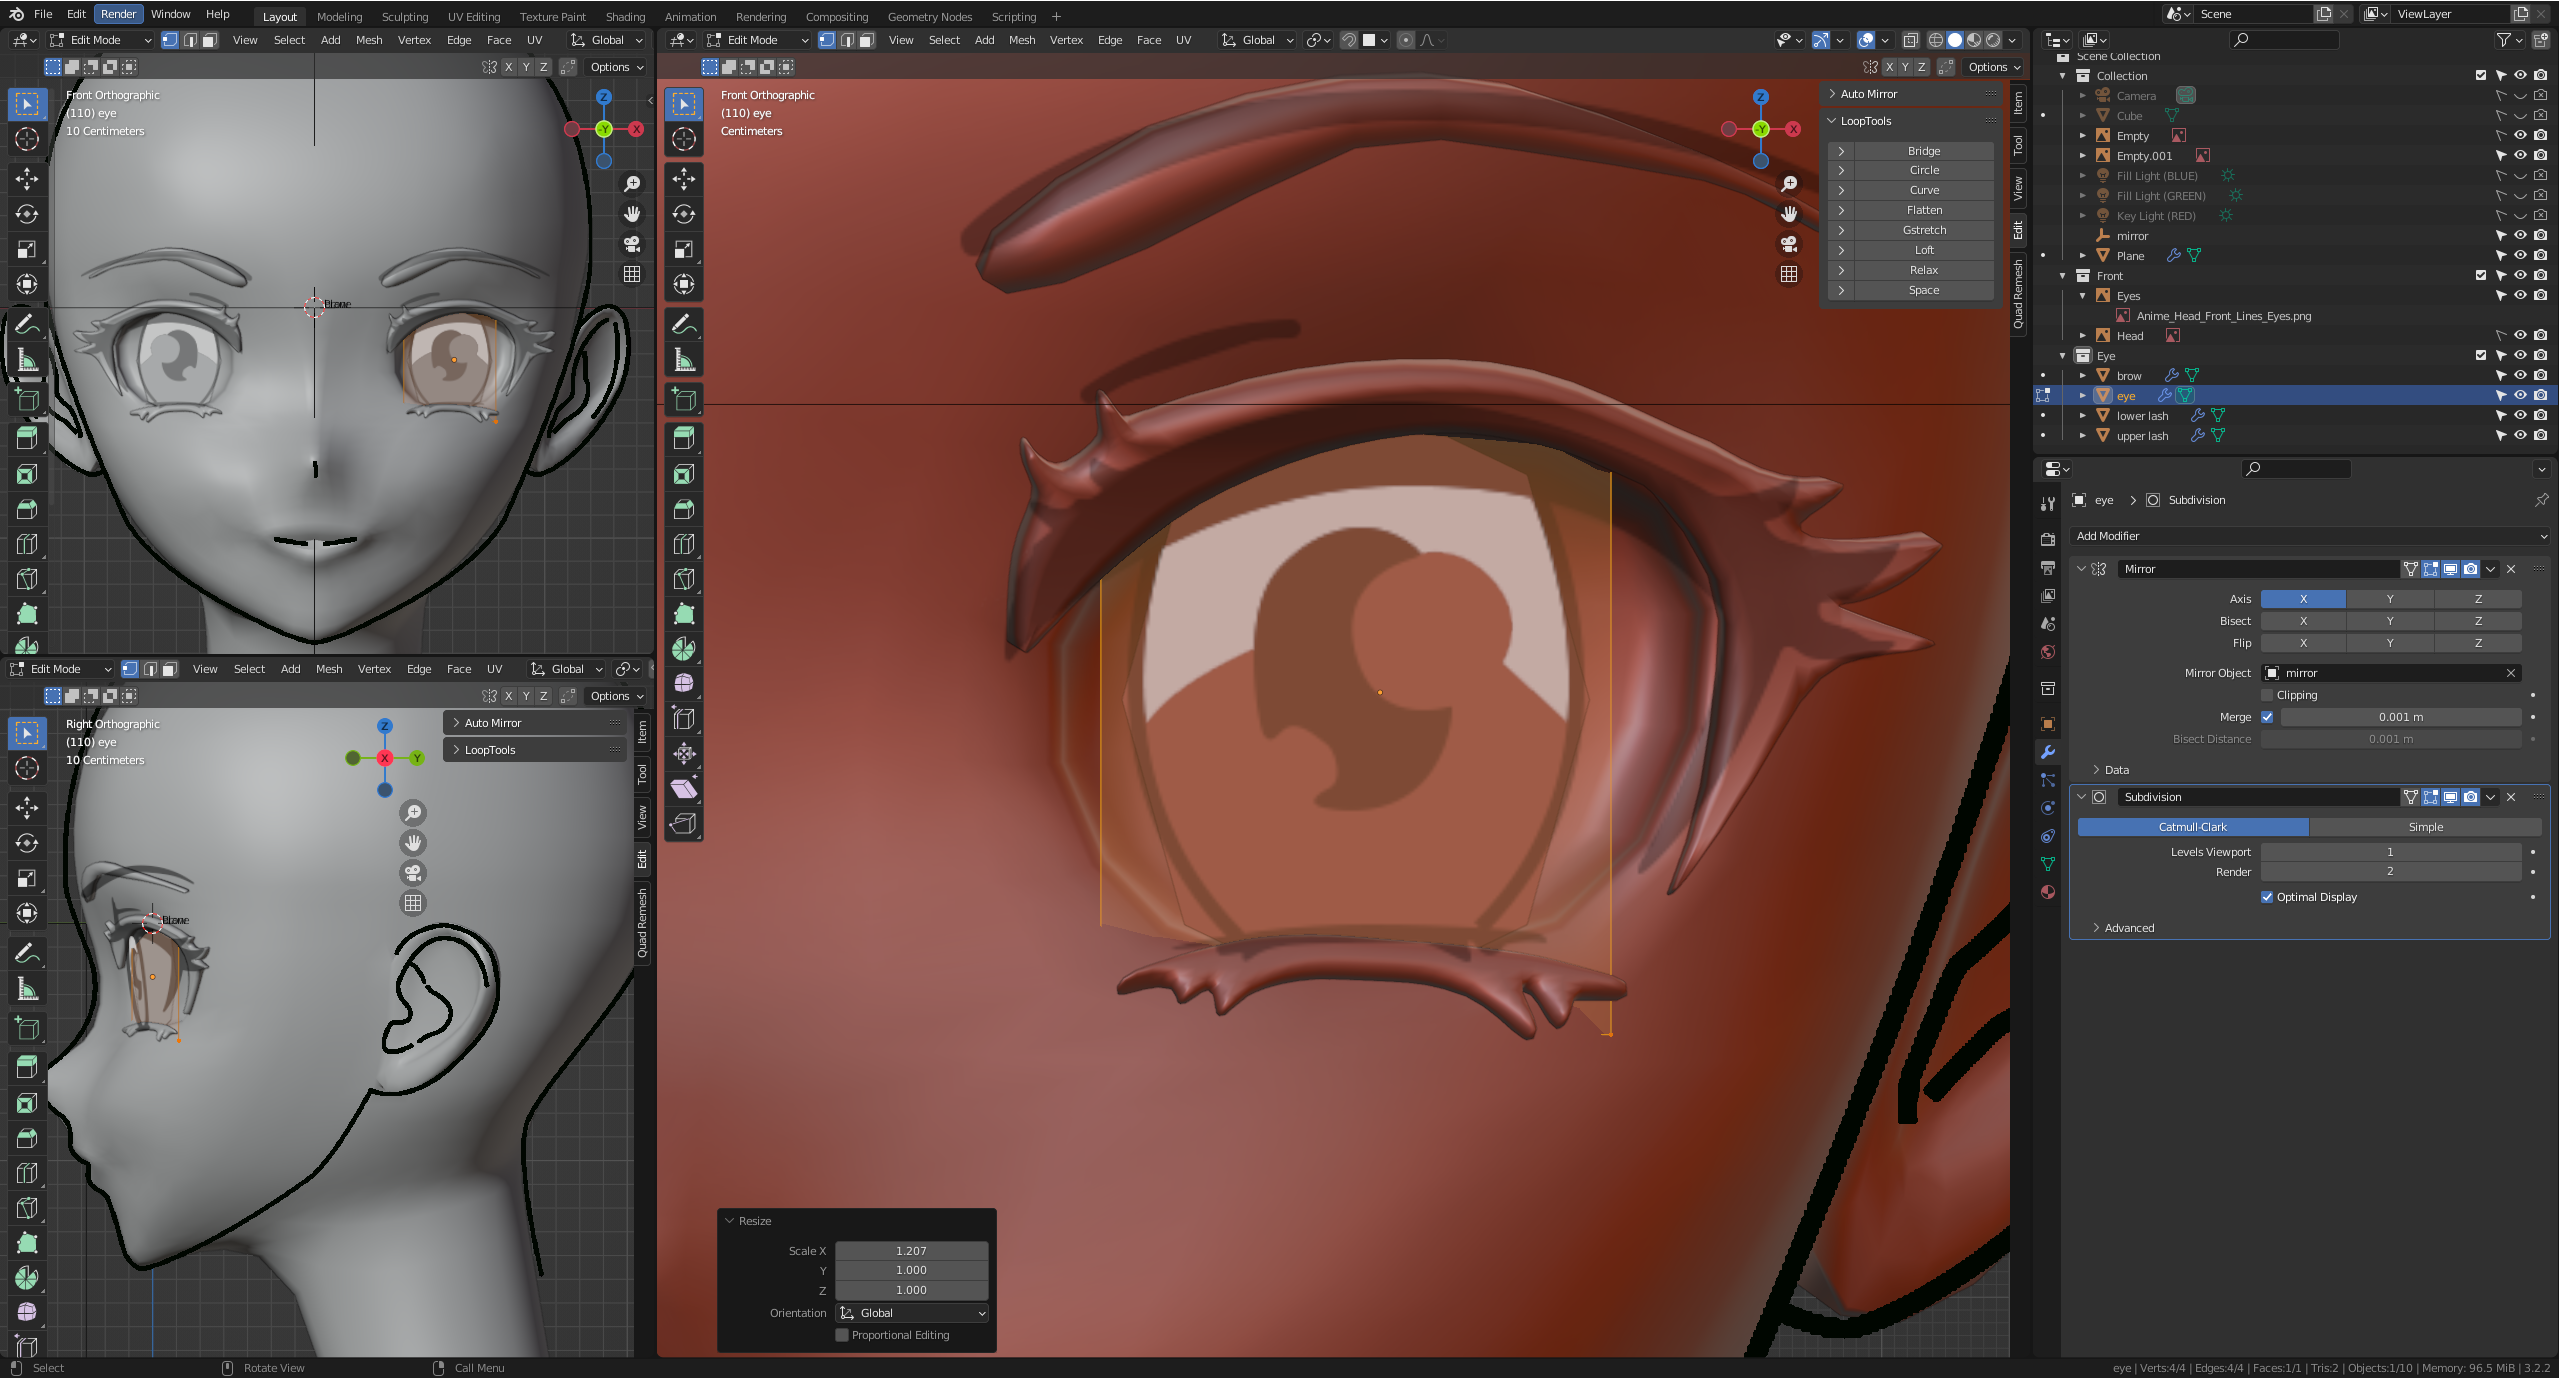 File Edit Render Window Help Layout Modeling Sculpting UV Editing Texture Paint Shading Animation Rendering Compositing Geometry Nodes Scripting + Scene ViewLayer
Edit Mode View Select Add Mesh Vertex Edge Face UV Global
X Y Z Options
Front Orthographic
(110) eye
10 Centimeters
Z
-Y X
Edit Mode View Select Add Mesh Vertex Edge Face UV Global
X Y Z Options
Right Orthographic
(110) eye
10 Centimeters
Z
X Y
Auto Mirror
LoopTools
Item
Tool
View
Edit
Quad Remesh
Edit Mode View Select Add Mesh Vertex Edge Face UV Global
X Y Z Options
Front Orthographic
(110) eye
Centimeters
Z
-Y X
Auto Mirror
LoopTools
Bridge
Circle
Curve
Flatten
Gstretch
Loft
Relax
Space
Item
Tool
View
Edit
Quad Remesh
Resize
Scale X 1.207
Y 1.000
Z 1.000
Orientation Global
Proportional Editing
Scene Collection
Collection
Camera
Cube
Empty
Empty.001
Fill Light (BLUE)
Fill Light (GREEN)
Key Light (RED)
mirror
Plane
Front
Eyes
Anime_Head_Front_Lines_Eyes.png
Head
Eye
brow
eye
lower lash
upper lash
eye > Subdivision
Add Modifier
Mirror
Axis X Y Z
Bisect X Y Z
Flip X Y Z
Mirror Object mirror
Clipping
Merge 0.001 m
Bisect Distance 0.001 m
Data
Subdivision
Catmull-Clark Simple
Levels Viewport 1
Render 2
Optimal Display
Advanced
Select Rotate View Call Menu eye | Verts:4/4 | Edges:4/4 | Faces:1/1 | Tris:2 | Objects:1/10 | Memory: 96.5 MiB | 3.2.2